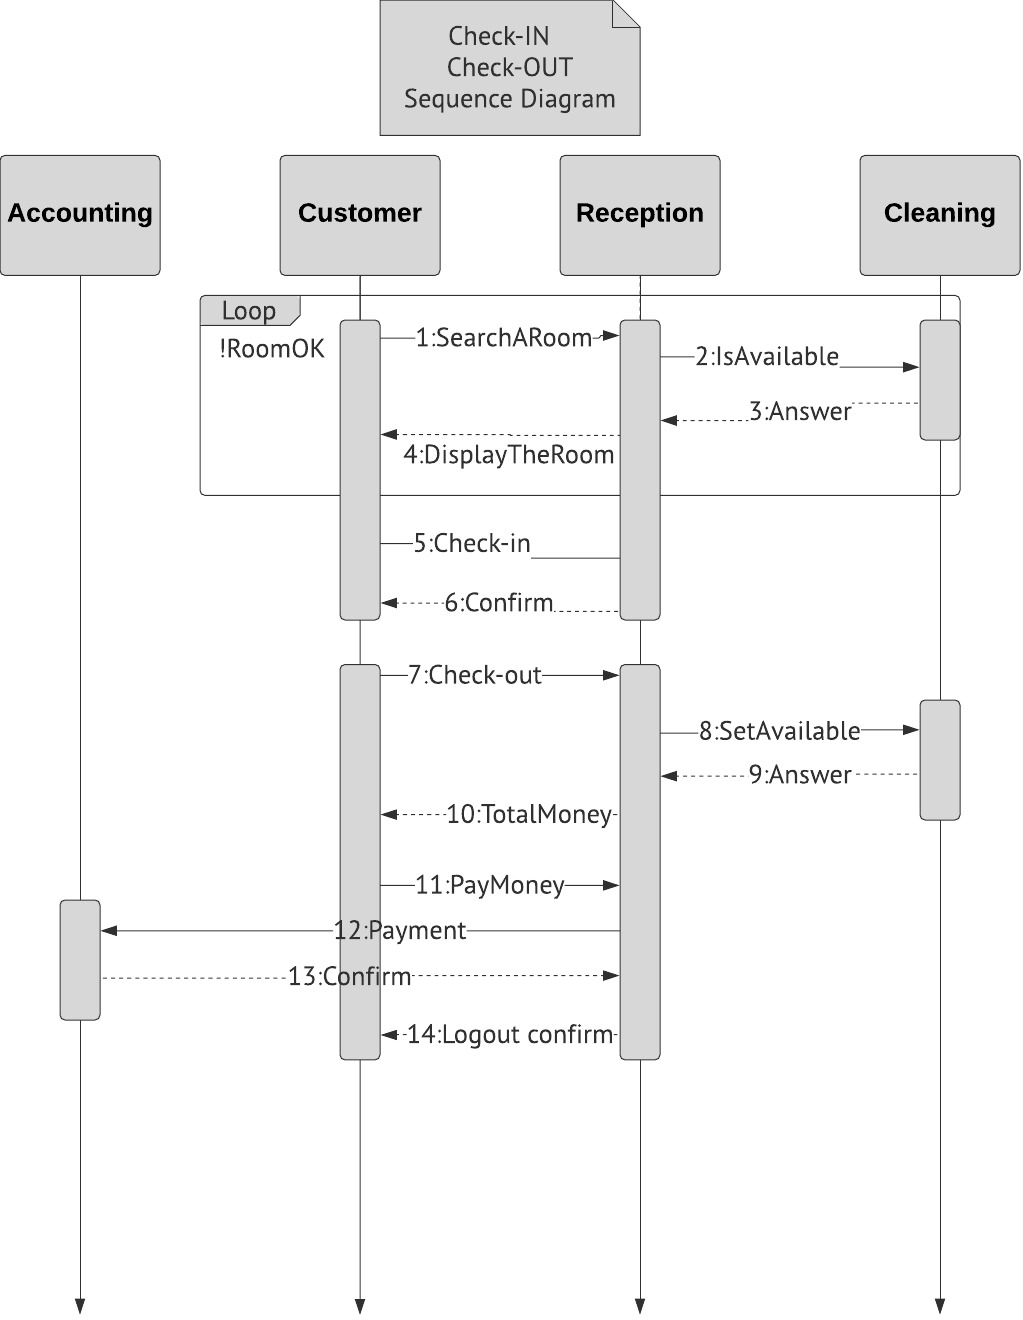 Check-IN
Check-OUT
Sequence Diagram
Accounting
Customer
Reception
Cleaning
Loop
!RoomOK
1:SearchARoom
2:IsAvailable
3:Answer
4:DisplayTheRoom
5:Check-in
6:Confirm
7:Check-out
8:SetAvailable
9:Answer
10:TotalMoney
11:PayMoney
12:Payment
13:Confirm
14:Logout confirm